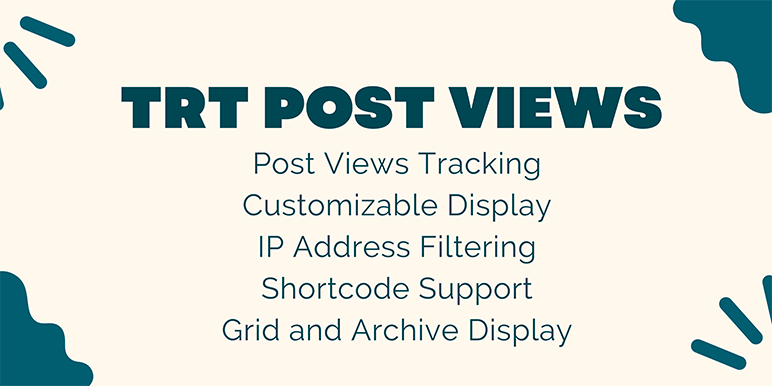 TRT POST VIEWS
Post Views Tracking
Customizable Display
IP Address Filtering
Shortcode Support
Grid and Archive Display